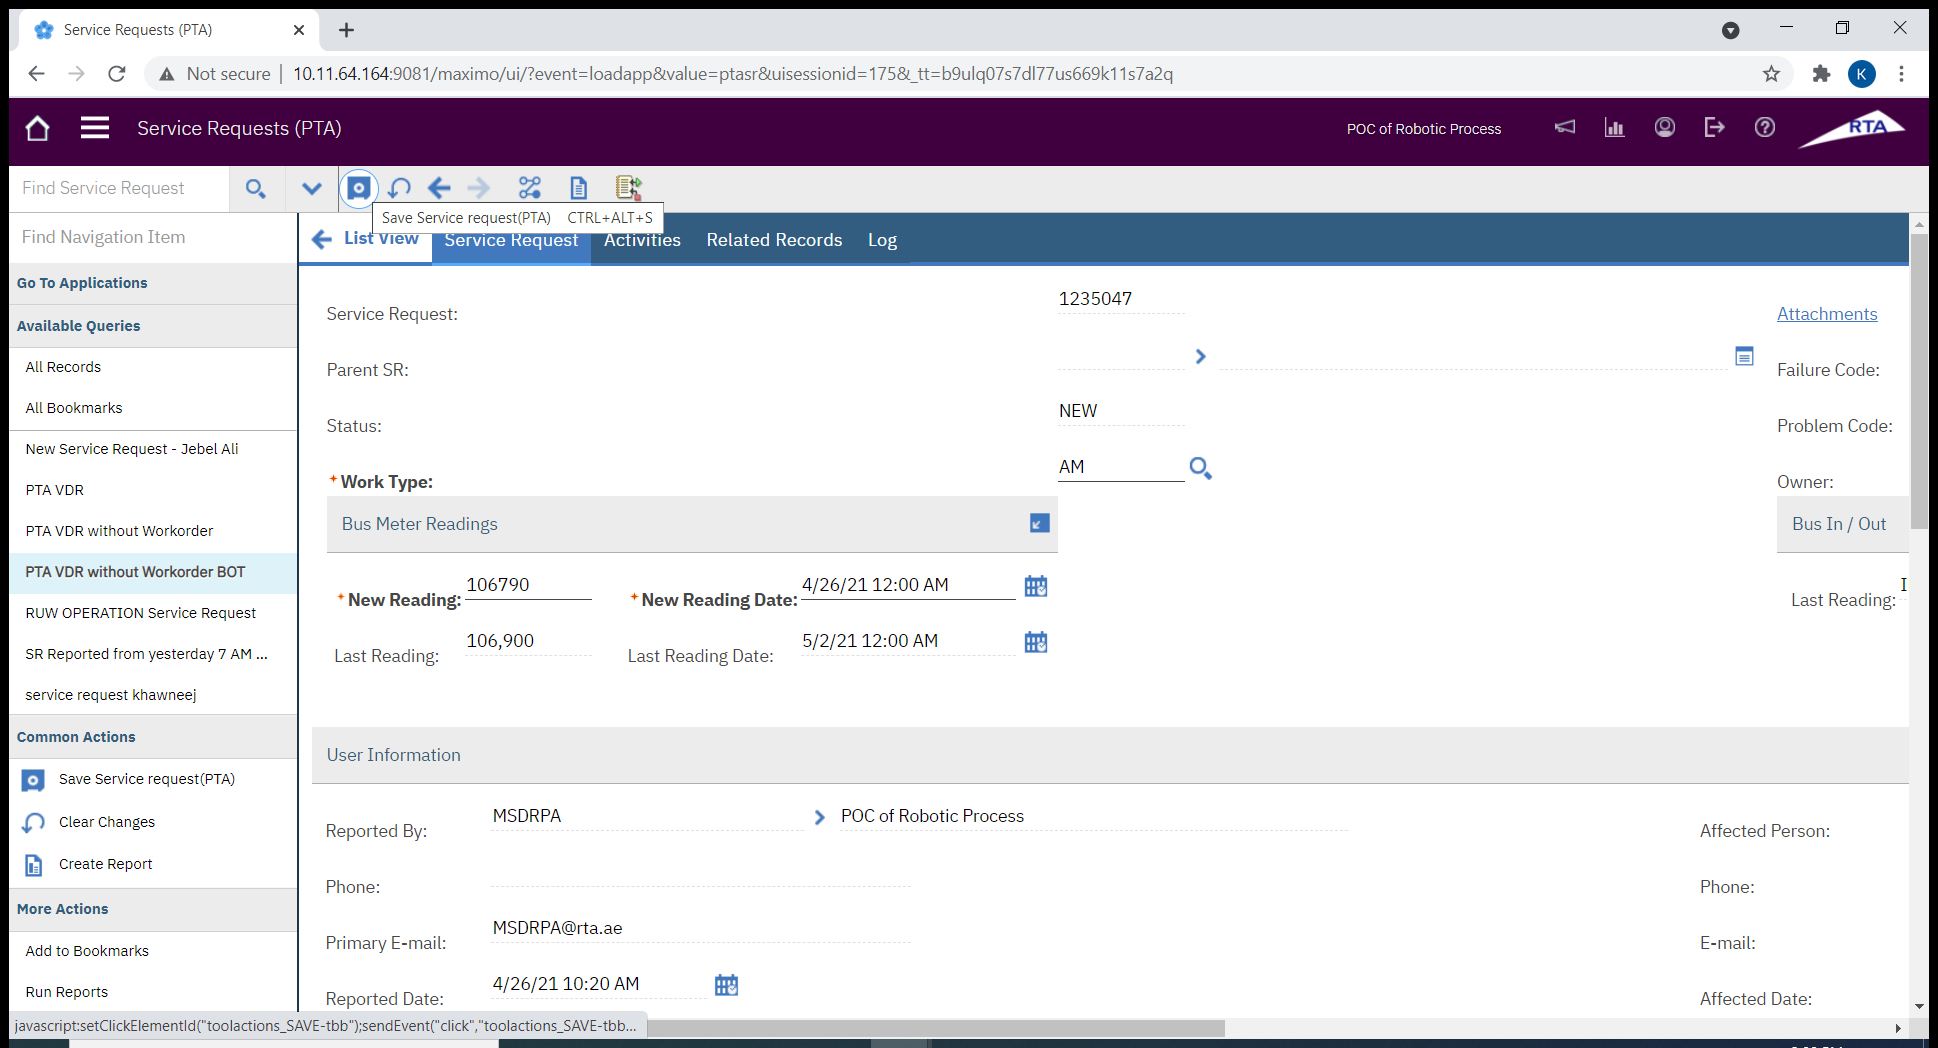 Service Requests (PTA)
Not secure
10.11.64.164:9081/maximo/ui/?event=loadapp&value=ptasr&uisessionid=175&_tt=b9ulq07s7dl77us669k11s7a2q
K
Service Requests (PTA)
POC of Robotic Process
RTA
Find Service Request
Save Service request(PTA) CTRL+ALT+S
Find Navigation Item
List View
Service Request
Activities
Related Records
Log
Go To Applications
Available Queries
All Records
All Bookmarks
New Service Request - Jebel Ali
PTA VDR
PTA VDR without Workorder
PTA VDR without Workorder BOT
RUW OPERATION Service Request
SR Reported from yesterday 7 AM ...
service request khawneej
Common Actions
Save Service request(PTA)
Clear Changes
Create Report
More Actions
Add to Bookmarks
Run Reports
Service Request:
1235047
Attachments
Parent SR:
Failure Code:
Status:
NEW
Problem Code:
*Work Type:
AM
Owner:
Bus Meter Readings
Bus In / Out
*New Reading:
106790
*New Reading Date:
4/26/21 12:00 AM
Last Reading:
I
Last Reading:
106,900
Last Reading Date:
5/2/21 12:00 AM
User Information
Reported By:
MSDRPA
POC of Robotic Process
Affected Person:
Phone:
Phone:
Primary E-mail:
MSDRPA@rta.ae
E-mail:
Reported Date:
4/26/21 10:20 AM
Affected Date:
javascript:setClickElementId("toolactions_SAVE-tbb");sendEvent("click","toolactions_SAVE-tbb...